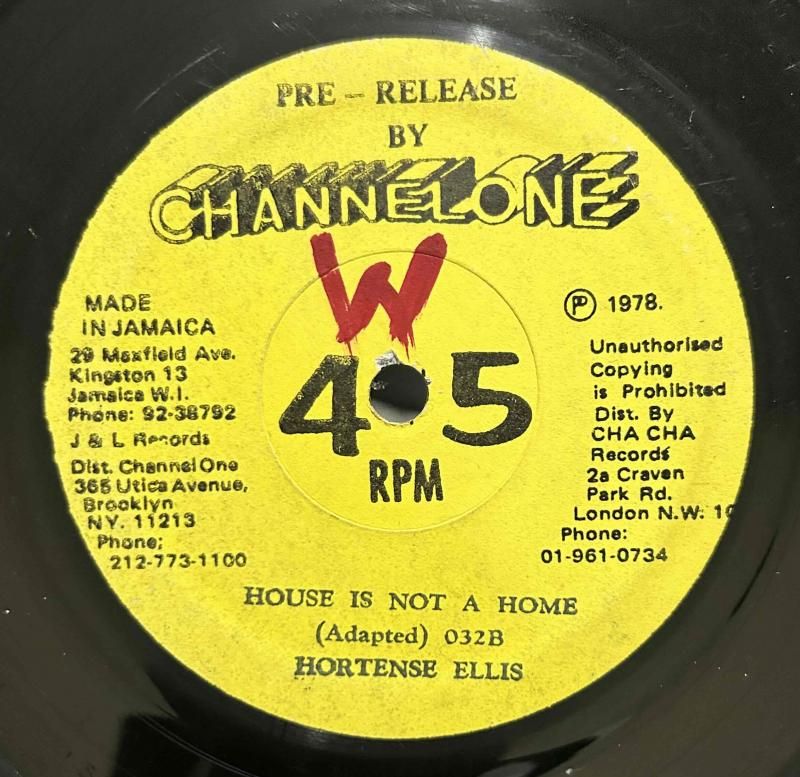 PRE - RELEASE
BY
CHANNEL ONE
W
MADE
IN JAMAICA
29 Maxfield Ave.
Kingston 13
Jamaica W.I.
Phone: 92-38792
J & L Records
Dist. Channel One
365 Utica Avenue,
Brooklyn
NY. 11213
Phone;
212-773-1100
45
RPM
Ⓟ 1978.
Unauthorised
Copying
is Prohibited
Dist. By
CHA CHA
Records
2a Craven
Park Rd.
London N.W. 10
Phone:
01-961-0734
HOUSE IS NOT A HOME
(Adapted) 032B
HORTENSE ELLIS